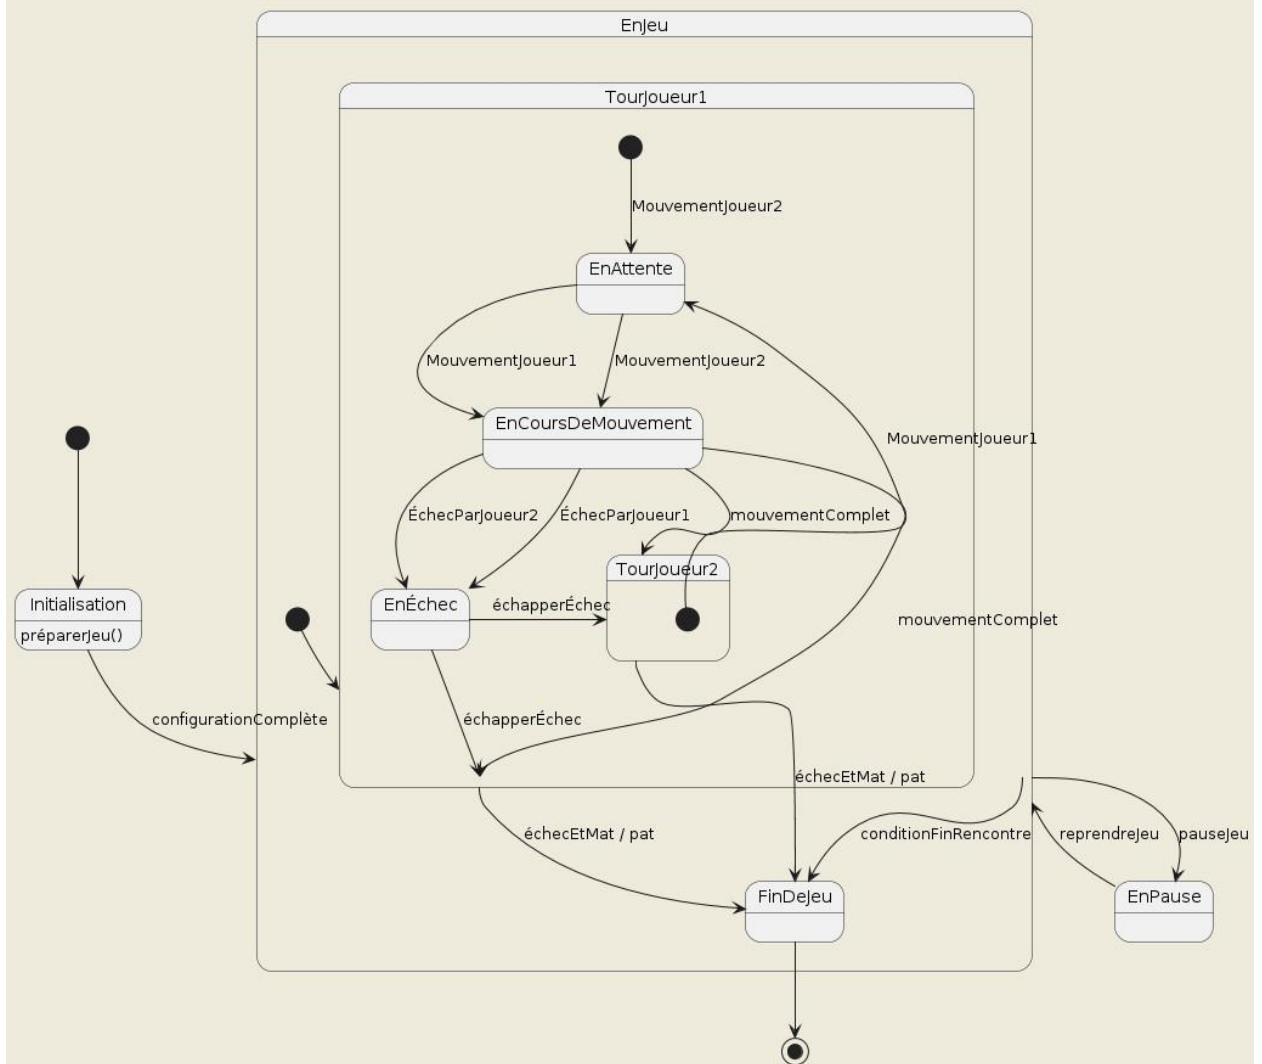 EnJeu
TourJoueur1
MouvementJoueur2
EnAttente
MouvementJoueur1
MouvementJoueur2
EnCoursDeMouvement
MouvementJoueur1
ÉchecParJoueur2
ÉchecParJoueur1
mouvementComplet
TourJoueur2
Initialisation
préparerJeu()
EnÉchec
échapperÉchec
mouvementComplet
configurationComplète
échapperÉchec
échecEtMat / pat
échecEtMat / pat
conditionFinRencontre
reprendreJeu
pauseJeu
FinDeJeu
EnPause